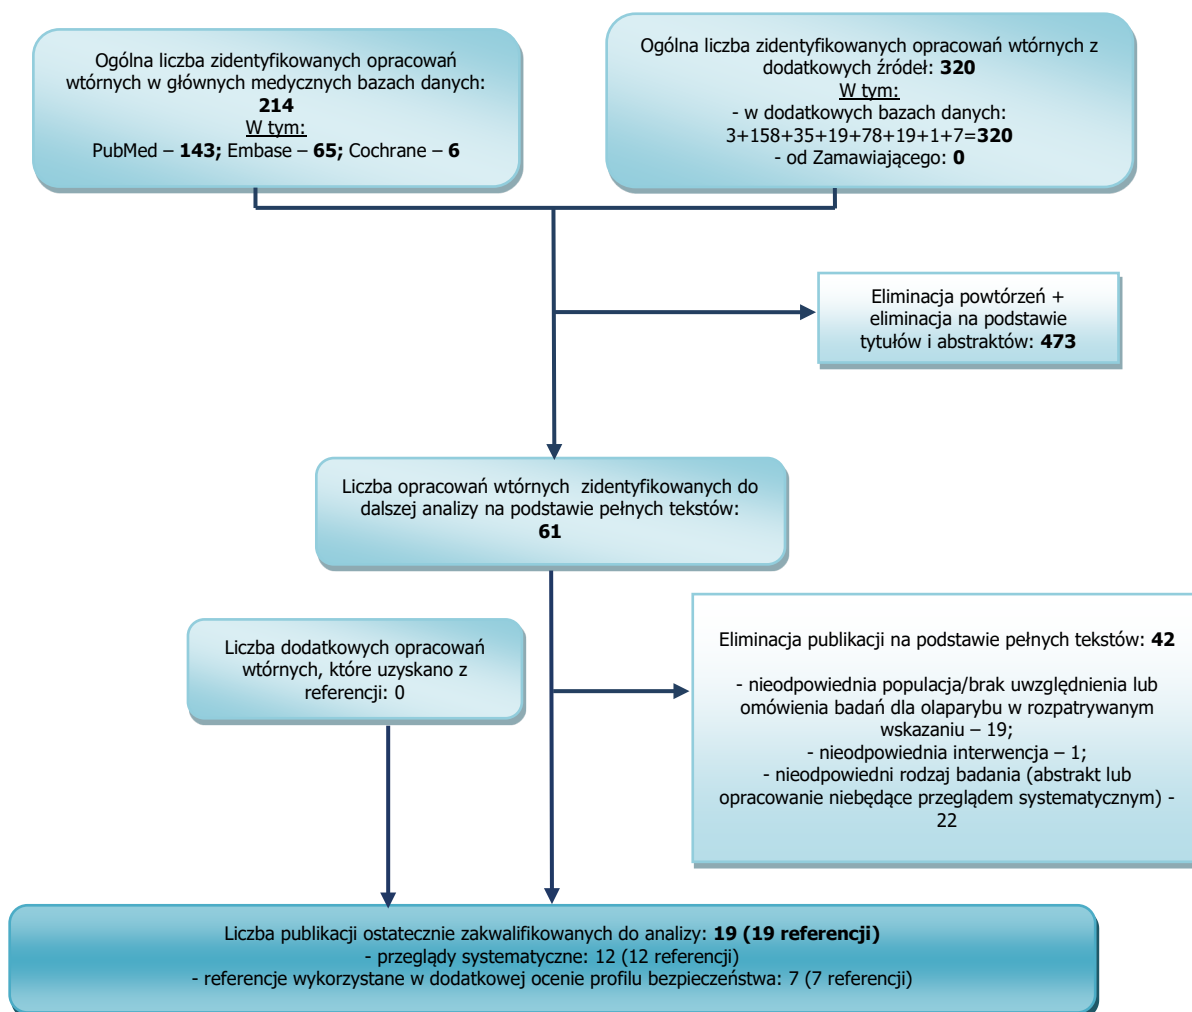 Ogólna liczba zidentyfikowanych opracowań
wtórnych w głównych medycznych bazach danych:
214
W tym:
PubMed – 143; Embase – 65; Cochrane – 6
Ogólna liczba zidentyfikowanych opracowań wtórnych z
dodatkowych źródeł: 320
W tym:
- w dodatkowych bazach danych:
3+158+35+19+78+19+1+7=320
- od Zamawiającego: 0
Eliminacja powtórzeń +
eliminacja na podstawie
tytułów i abstraktów: 473
Liczba opracowań wtórnych zidentyfikowanych do
dalszej analizy na podstawie pełnych tekstów:
61
Liczba dodatkowych opracowań
wtórnych, które uzyskano z
referencji: 0
Eliminacja publikacji na podstawie pełnych tekstów: 42
- nieodpowiednia populacja/brak uwzględnienia lub
omówienia badań dla olaparybu w rozpatrywanym
wskazaniu – 19;
- nieodpowiednia interwencja – 1;
- nieodpowiedni rodzaj badania (abstrakt lub
opracowanie niebędące przeglądem systematycznym) -
22
Liczba publikacji ostatecznie zakwalifikowanych do analizy: 19 (19 referencji)
- przeglądy systematyczne: 12 (12 referencji)
- referencje wykorzystane w dodatkowej ocenie profilu bezpieczeństwa: 7 (7 referencji)